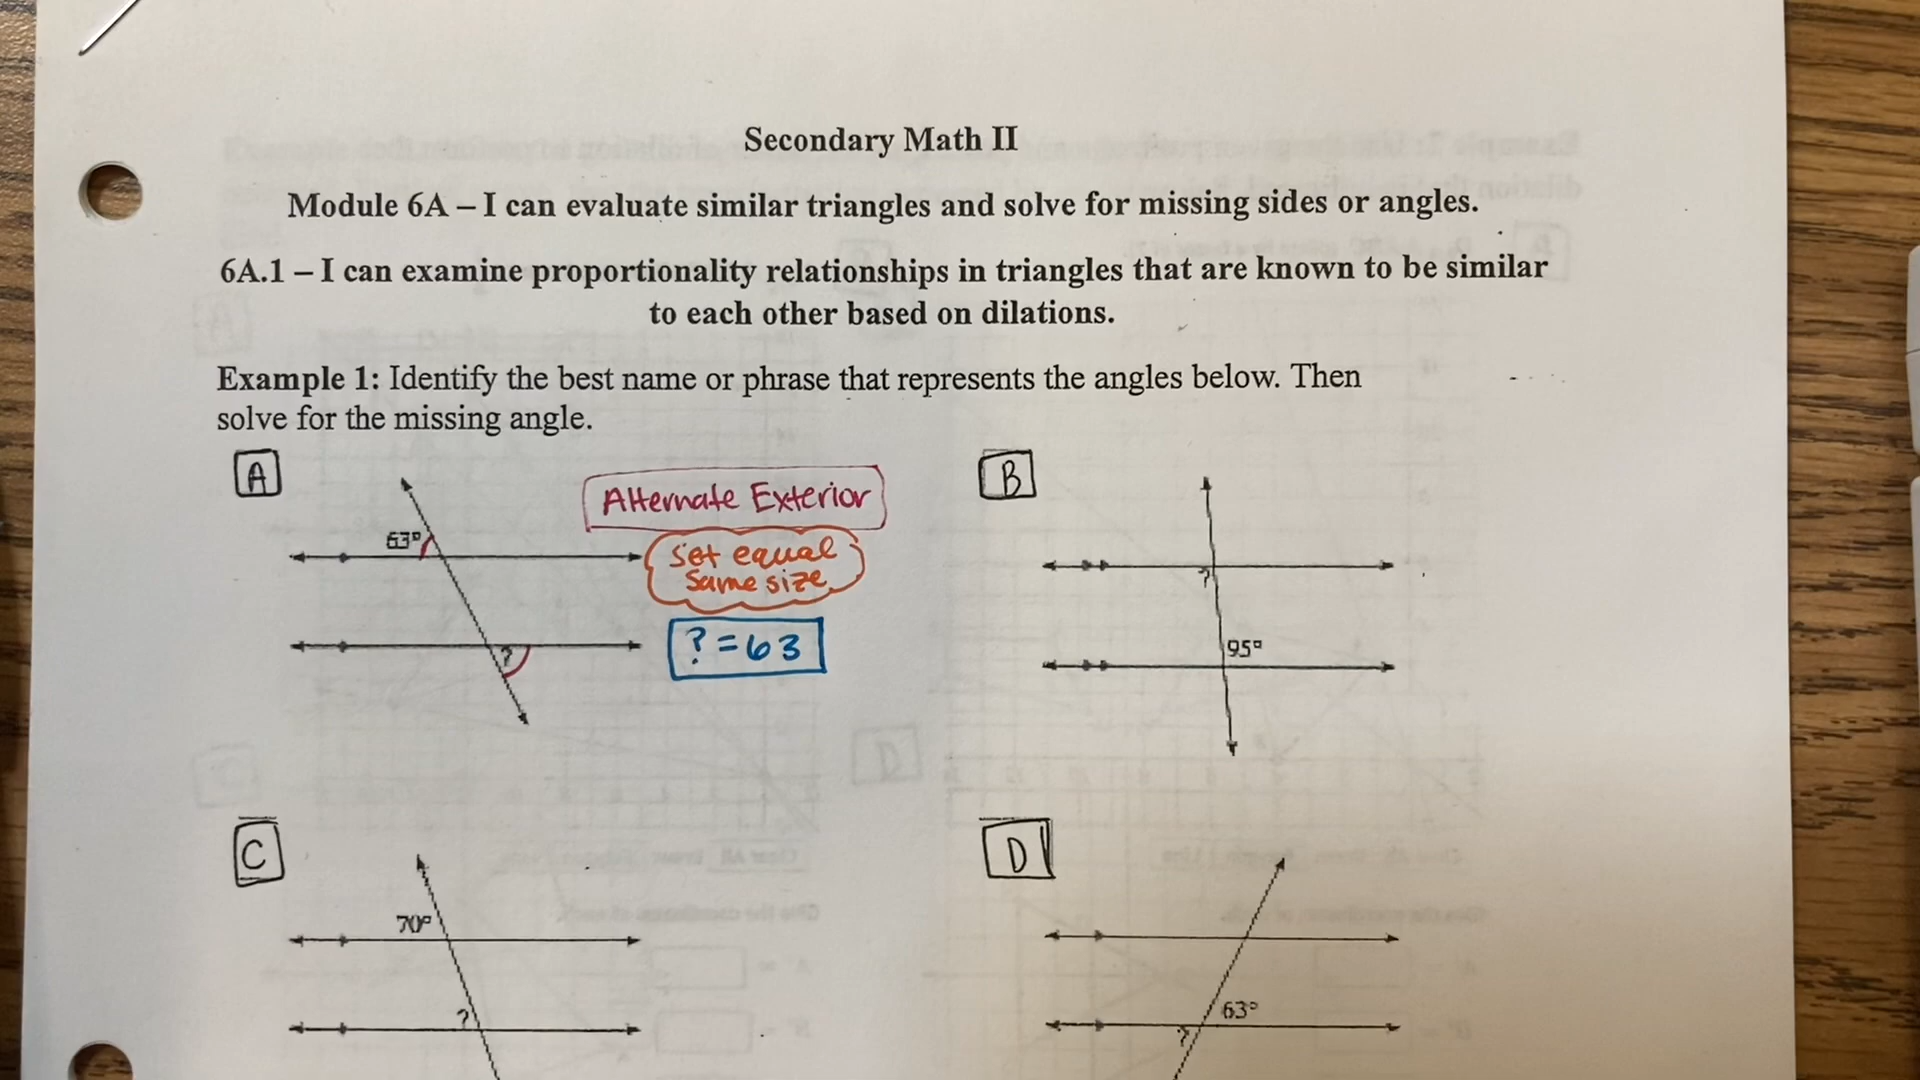 Secondary Math II
Module 6A – I can evaluate similar triangles and solve for missing sides or angles.
6A.1 – I can examine proportionality relationships in triangles that are known to be similar
to each other based on dilations.
Example 1: Identify the best name or phrase that represents the angles below. Then
solve for the missing angle.
A
63°
?
Alternate Exterior
set equal
same size
? = 63
B
?
95°
C
70°
?
D
63°
?